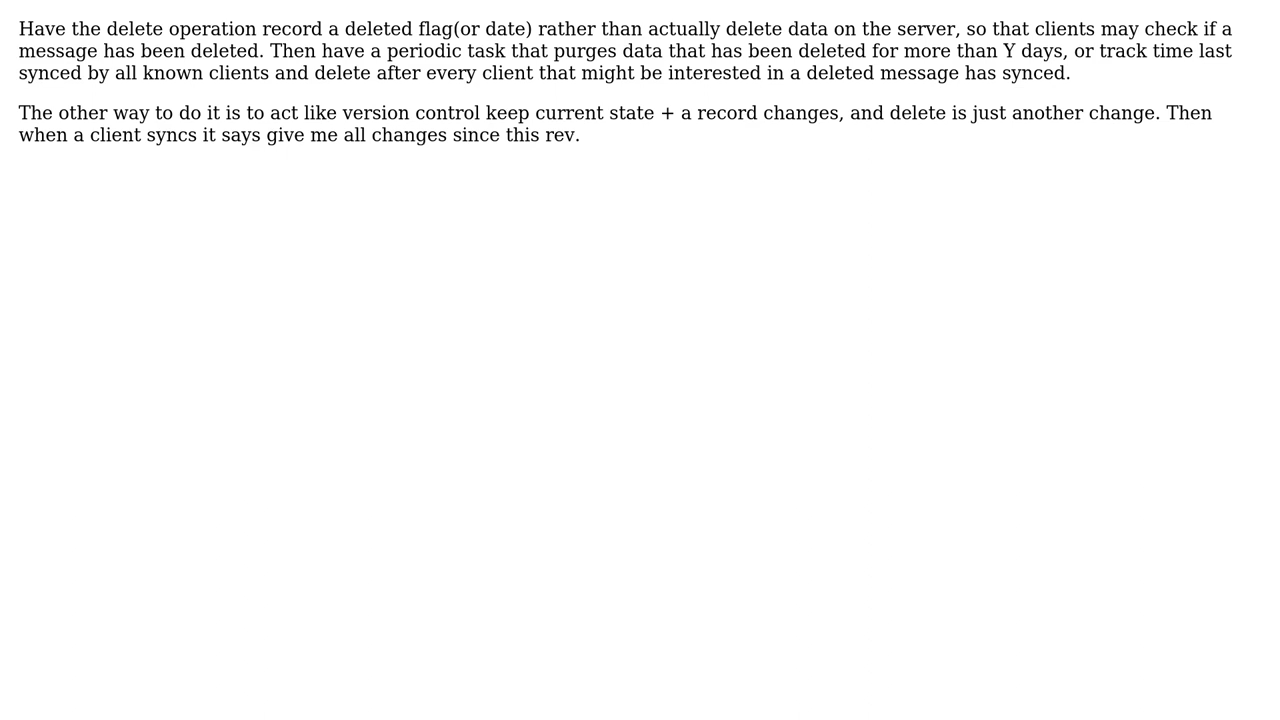 Have the delete operation record a deleted flag(or date) rather than actually delete data on the server, so that clients may check if a
message has been deleted. Then have a periodic task that purges data that has been deleted for more than Y days, or track time last
synced by all known clients and delete after every client that might be interested in a deleted message has synced.
The other way to do it is to act like version control keep current state + a record changes, and delete is just another change. Then
when a client syncs it says give me all changes since this rev.